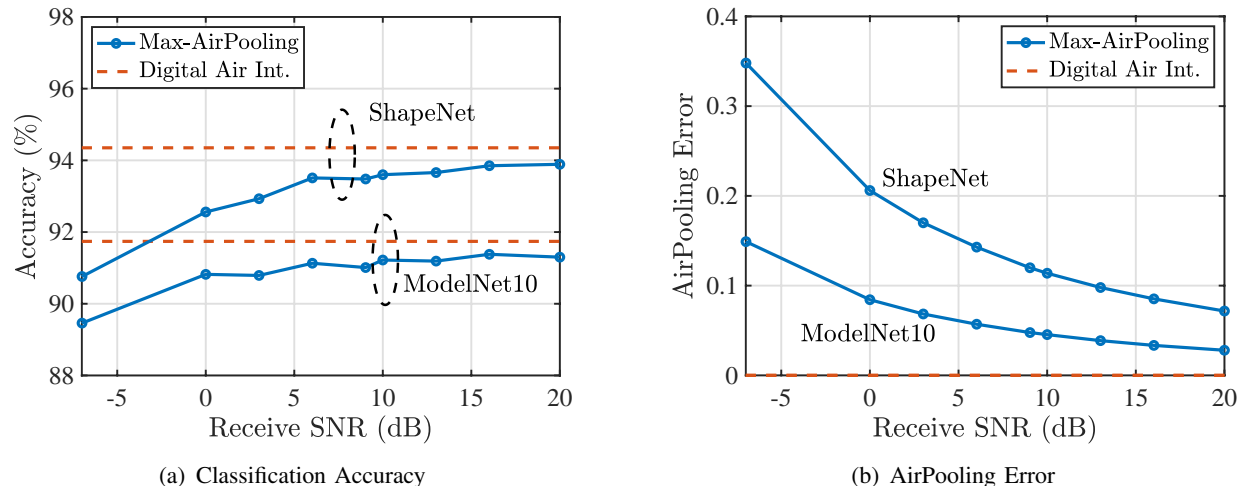 98
96
94
92
90
88
Accuracy (%)
Max-AirPooling
Digital Air Int.
ShapeNet
ModelNet10
-5
0
5
10
15
20
Receive SNR (dB)
(a) Classification Accuracy
0.4
0.3
0.2
0.1
0
AirPooling Error
Max-AirPooling
Digital Air Int.
ShapeNet
ModelNet10
-5
0
5
10
15
20
Receive SNR (dB)
(b) AirPooling Error